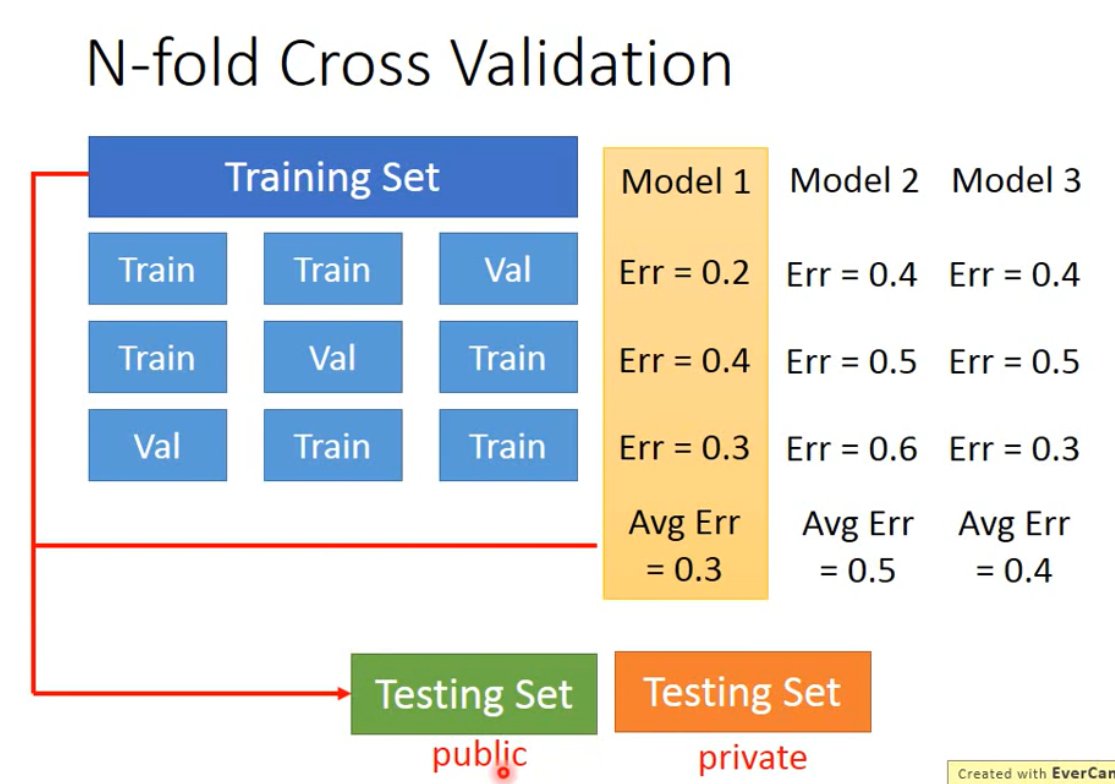 N-fold Cross Validation
Training Set
Model 1 Model 2 Model 3
Train Train Val
Err = 0.2 Err = 0.4 Err = 0.4
Train Val Train
Err = 0.4 Err = 0.5 Err = 0.5
Val Train Train
Err = 0.3 Err = 0.6 Err = 0.3
Avg Err Avg Err Avg Err
= 0.3 = 0.5 = 0.4
Testing Set Testing Set
public private
Created with EverCam